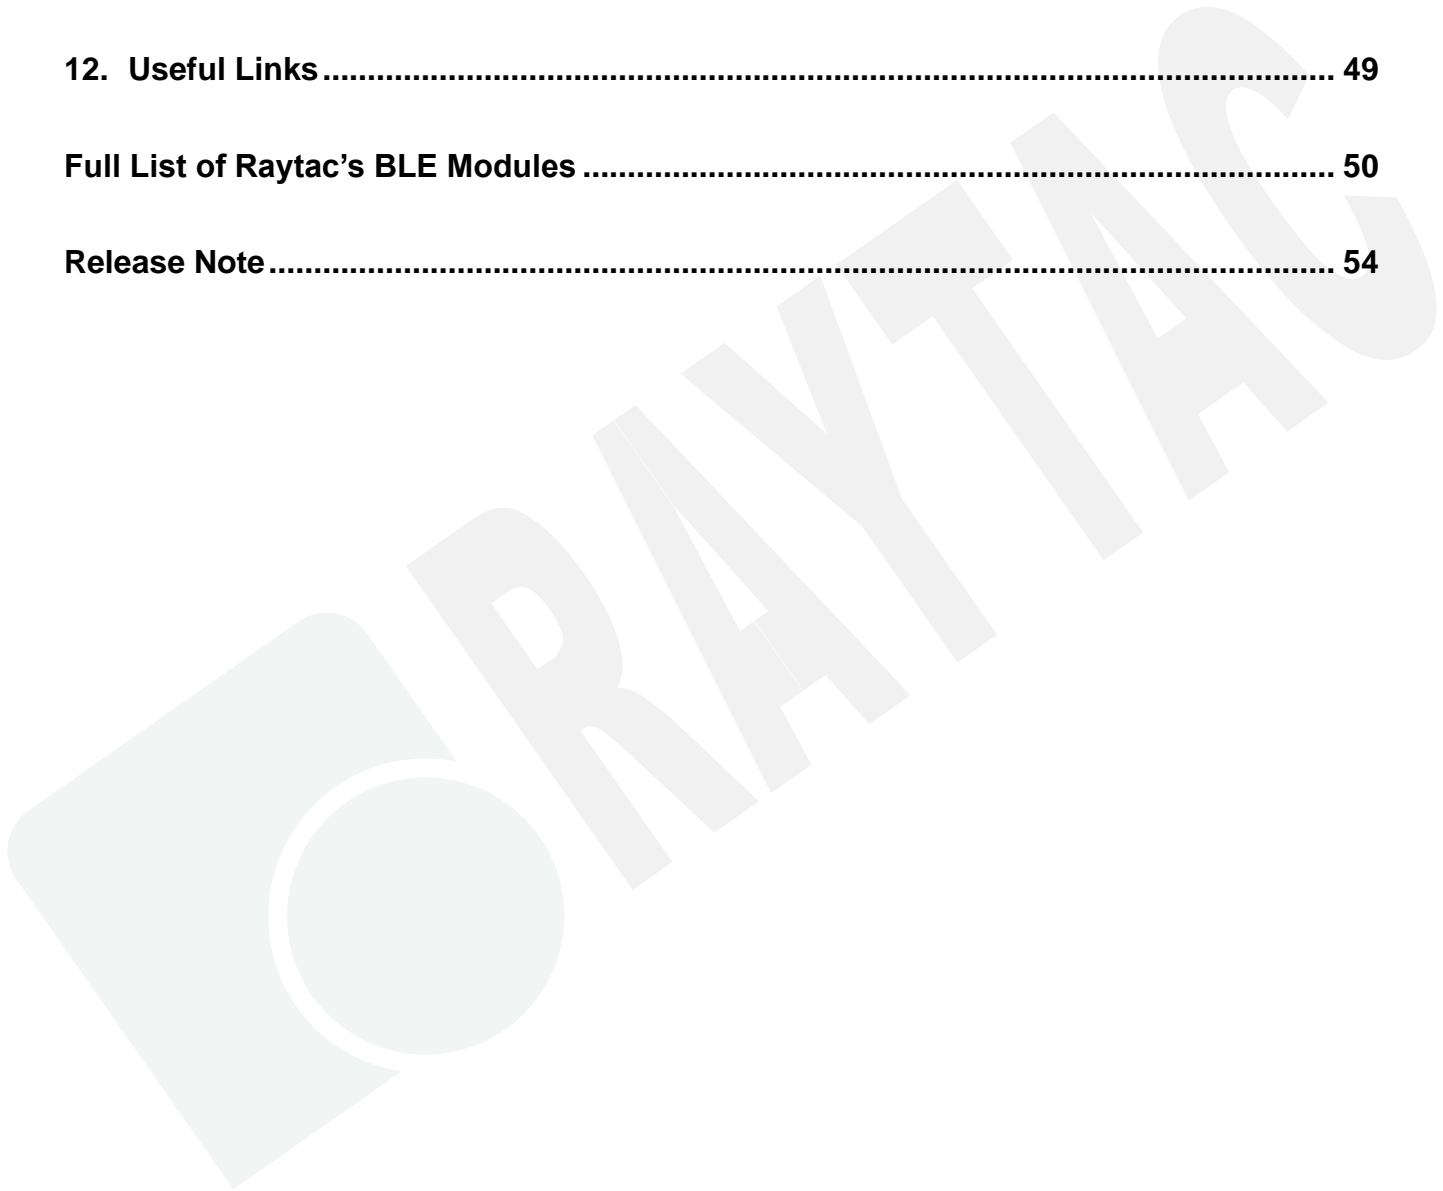 12. Useful Links ........................................................................................................................ 49
Full List of Raytac’s BLE Modules ........................................................................................ 50
Release Note ............................................................................................................................ 54
RAYTAC